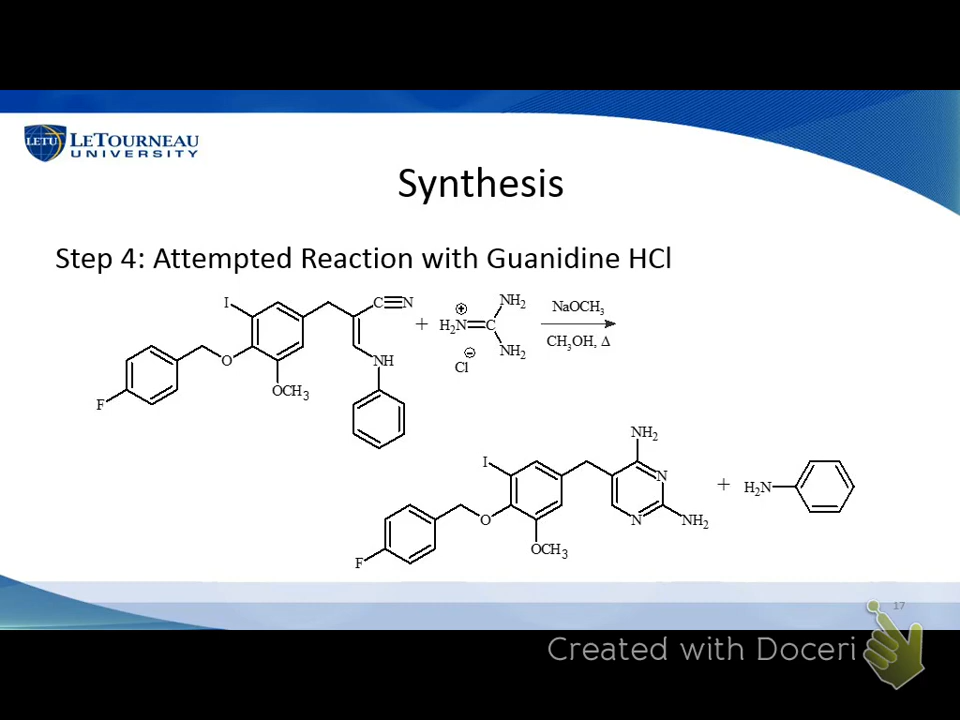 LETU LETOURNEAU
UNIVERSITY
Synthesis
Step 4: Attempted Reaction with Guanidine HCl
I
C
N
+
H₂N
⊕
C
NH₂
NH₂
Cl
⊖
NaOCH₃
CH₃OH, Δ
F
O
OCH₃
NH
NH₂
I
N
N
NH₂
F
O
OCH₃
+
H₂N
17
Created with Doceri